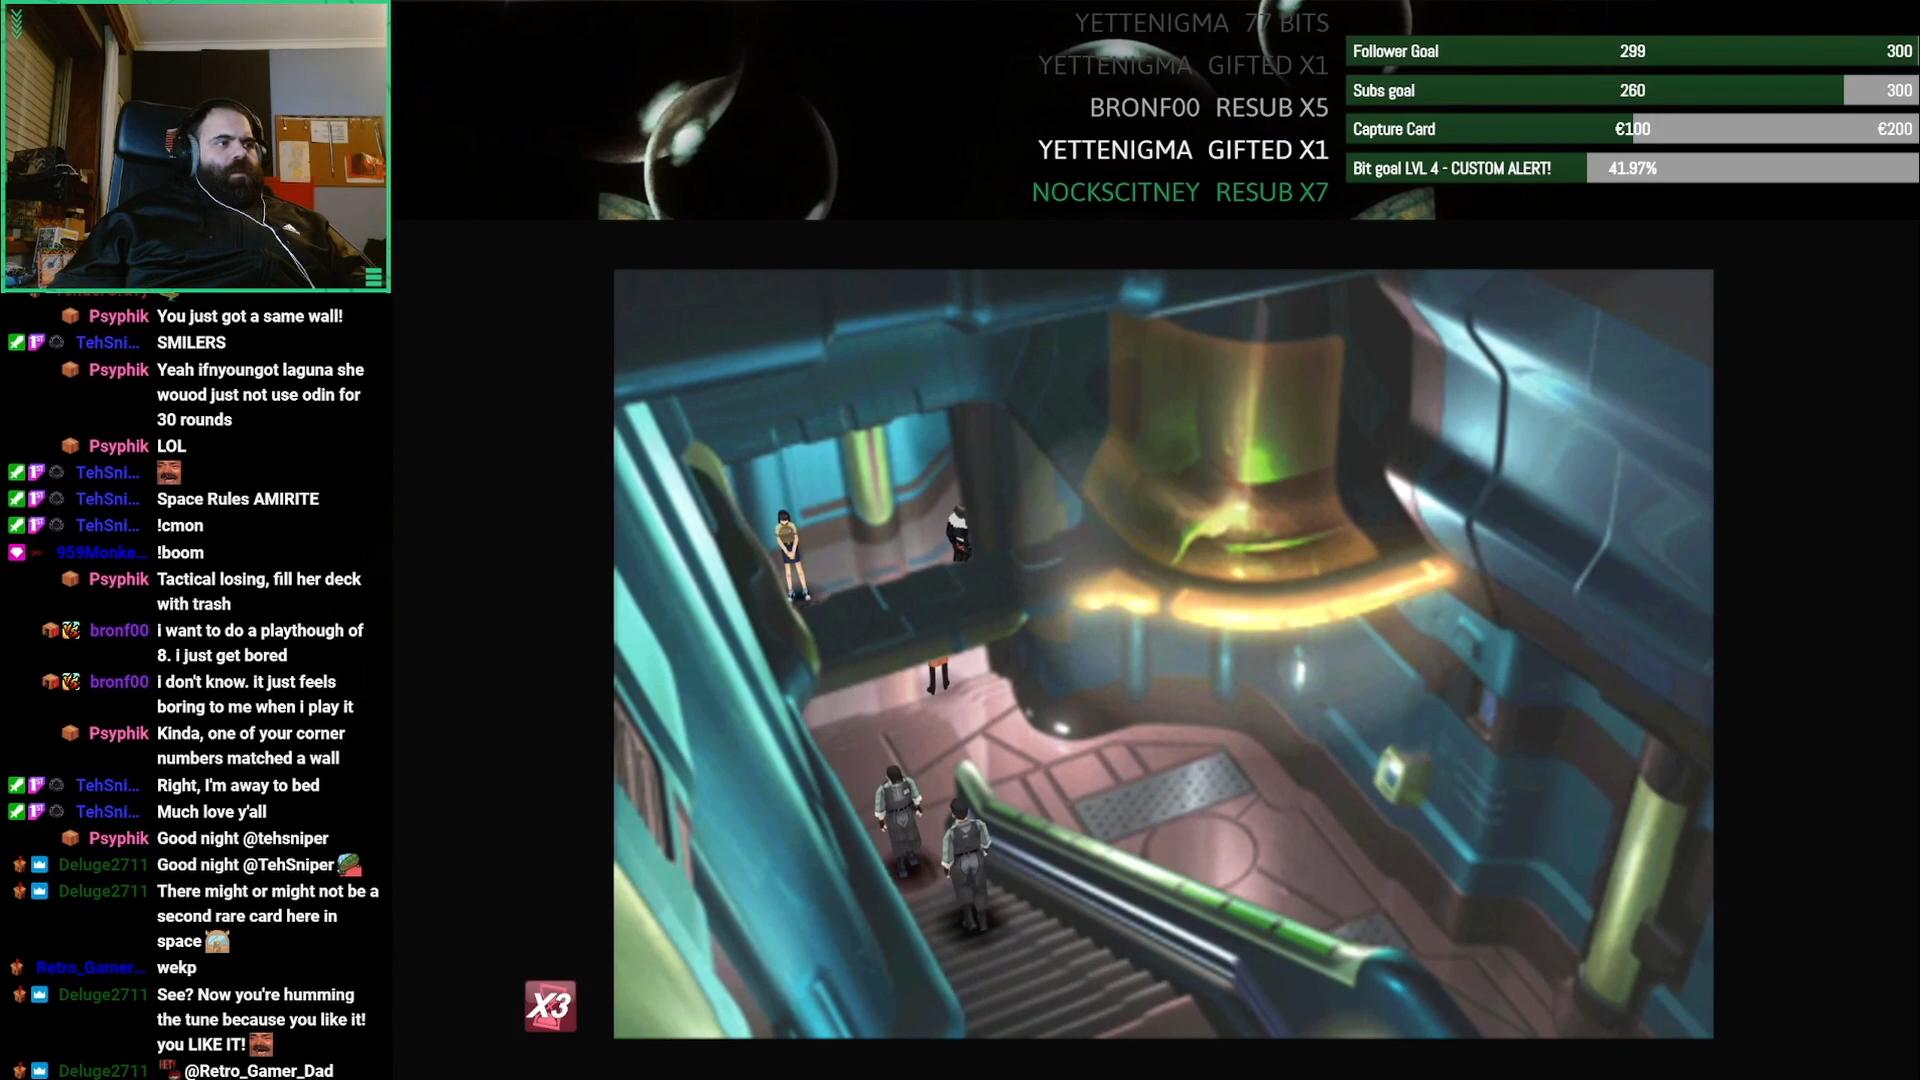 YETTENIGMA 77 BITS
YETTENIGMA GIFTED X1
BRONF00 RESUB X5
YETTENIGMA GIFTED X1
NOCKSCITNEY RESUB X7
Follower Goal 299 300
Subs goal 260 300
Capture Card €100 €200
Bit goal LVL 4 - CUSTOM ALERT! 41.97%
Psyphik You just got a same wall!
TehSni... SMILERS
Psyphik Yeah ifnyoungot laguna she
wouod just not use odin for
30 rounds
Psyphik LOL
TehSni...
TehSni... Space Rules AMIRITE
TehSni... !cmon
959Monke... !boom
Psyphik Tactical losing, fill her deck
with trash
bronf00 i want to do a playthough of
8. i just get bored
bronf00 i don't know. it just feels
boring to me when i play it
Psyphik Kinda, one of your corner
numbers matched a wall
TehSni... Right, I'm away to bed
TehSni... Much love y'all
Psyphik Good night @tehsniper
Deluge2711 Good night @TehSniper
Deluge2711 There might or might not be a
second rare card here in
space
Retro_Gamer... wekp
Deluge2711 See? Now you're humming
the tune because you like it!
you LIKE IT!
Deluge2711 @Retro_Gamer_Dad
X3